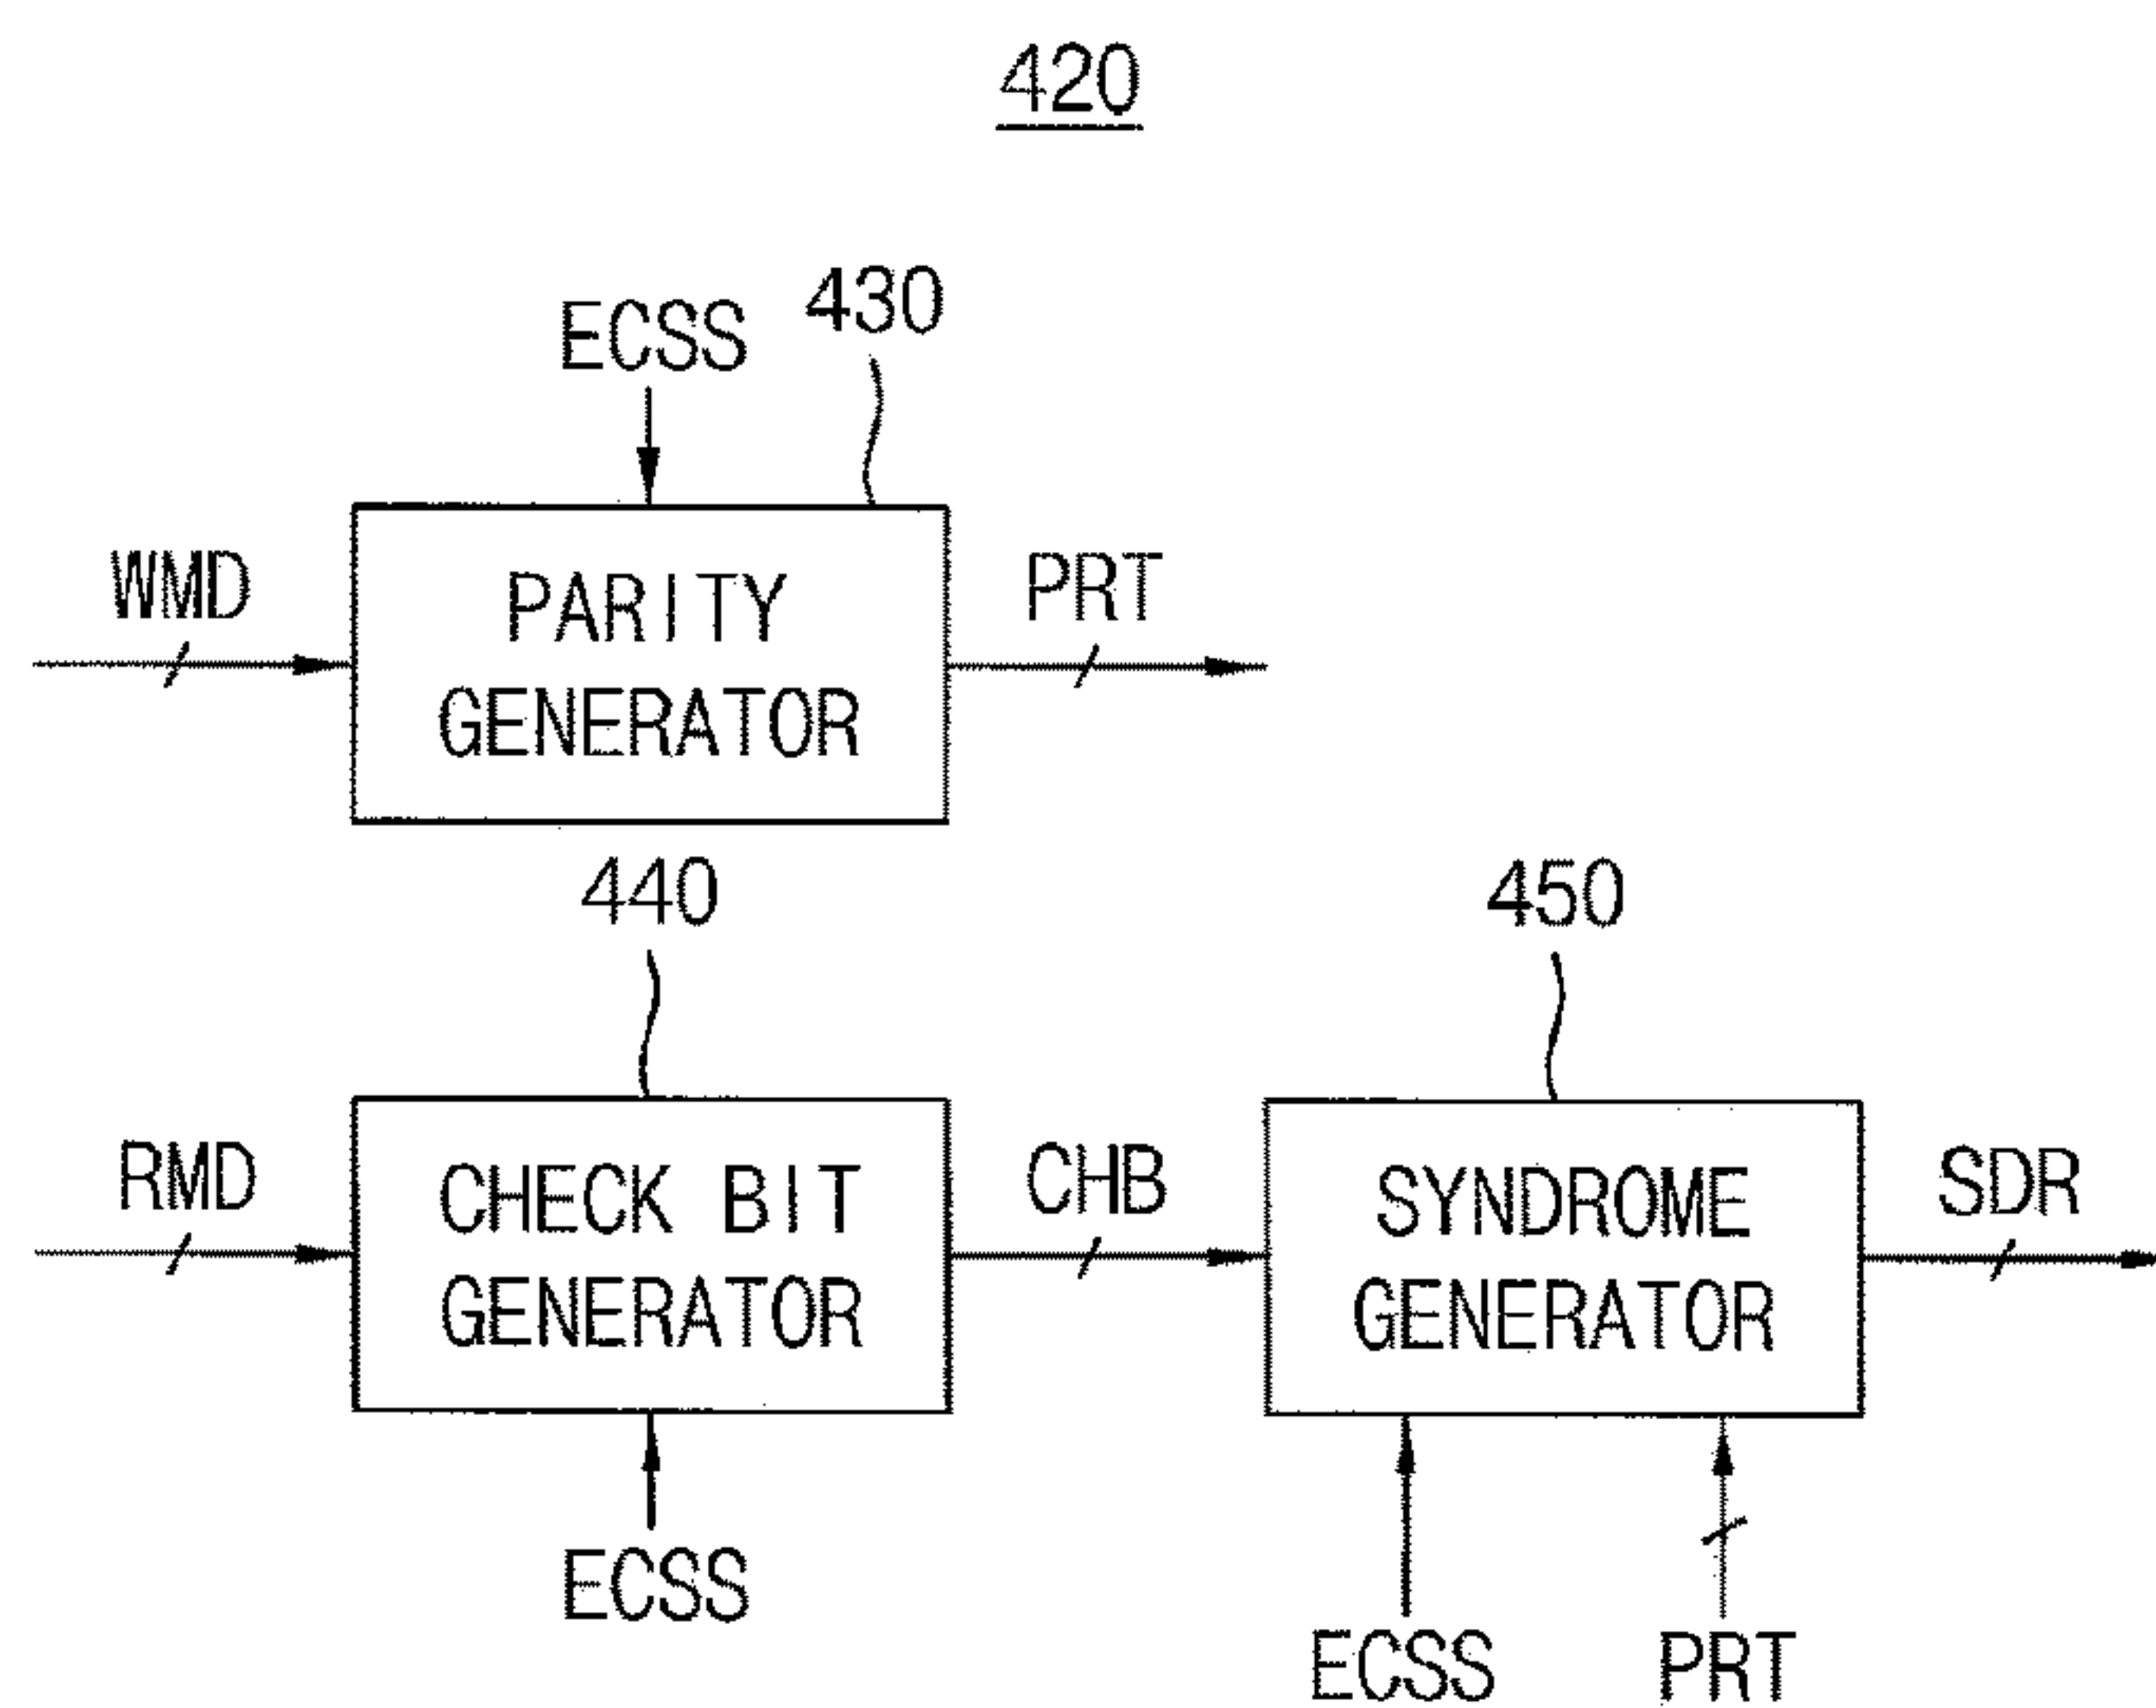 420
ECSS
430
WMD
PARITY
GENERATOR
PRT
440
450
RMD
CHECK BIT
GENERATOR
CHB
SYNDROME
GENERATOR
SDR
ECSS
ECSS
PRT